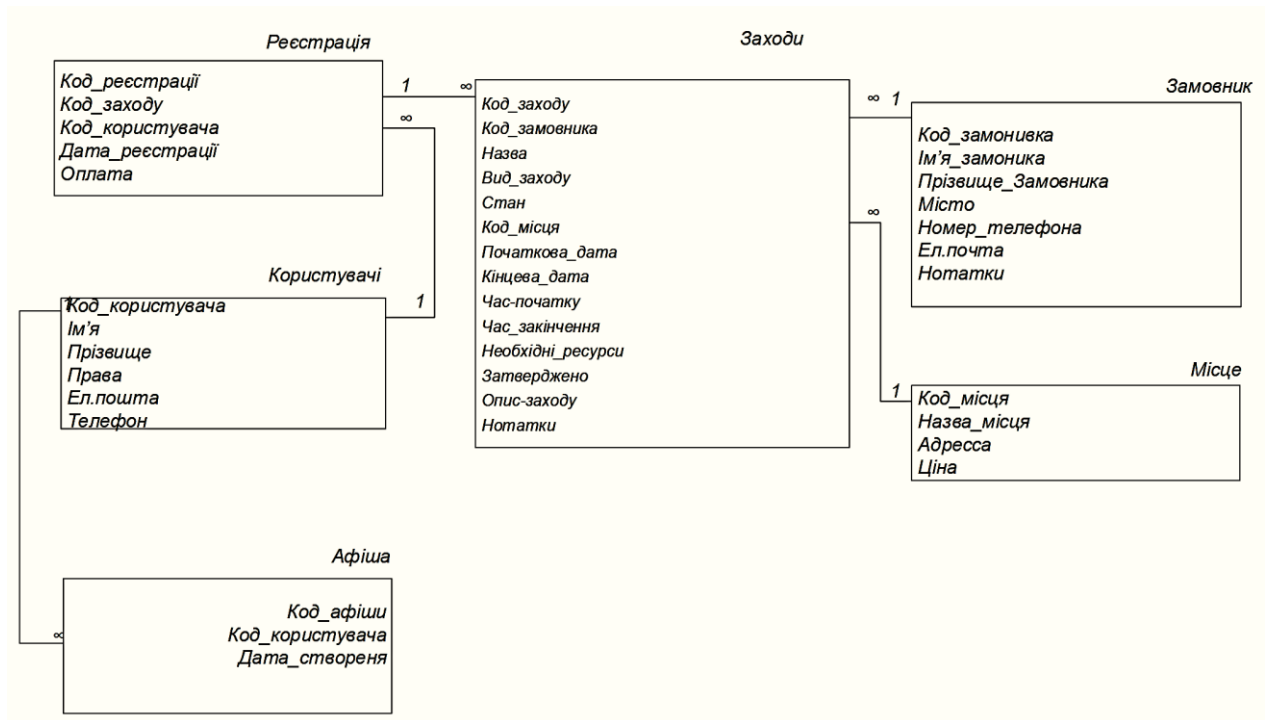 Реєстрація
Код_реєстрації
Код_заходу
Код_користувача
Дата_реєстрації
Оплата
1
∞
∞
Заходи
Код_заходу
Код_замовника
Назва
Вид_заходу
Стан
Код_місця
Початкова_дата
Кінцева_дата
Час-початку
Час_закінчення
Необхідні_ресурси
Затверджено
Опис-заходу
Нотатки
∞ 1
∞
Замовник
Код_замонивка
Ім’я_замоника
Прізвище_Замовника
Місто
Номер_телефона
Ел.почта
Нотатки
Користувачі
1
Код_користувача
Ім’я
Прізвище
Права
Ел.пошта
Телефон
1
Місце
1
Код_місця
Назва_місця
Адресса
Ціна
Афіша
∞
Код_афіши
Код_користувача
Дата_створеня